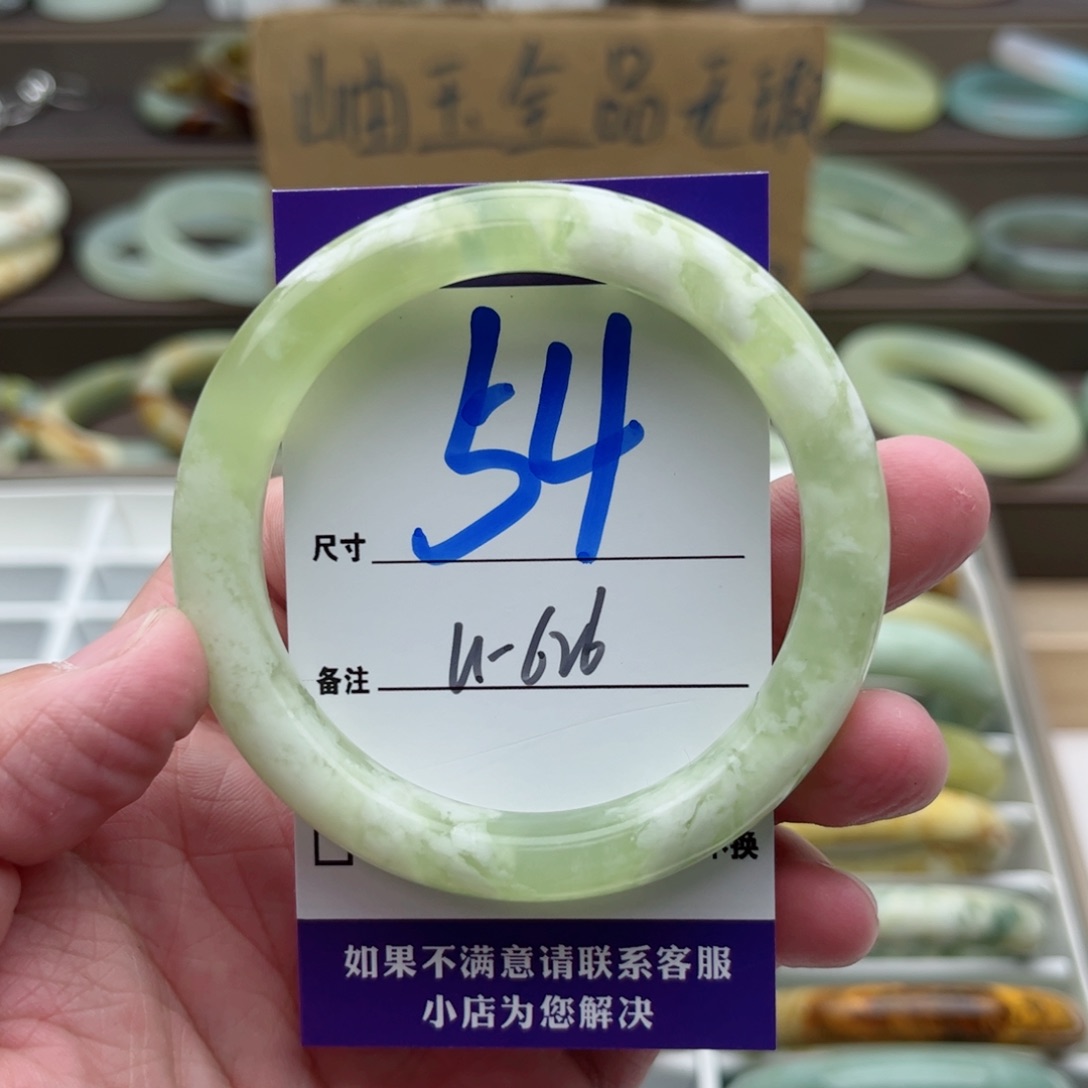 岫玉全品无瑕
54
尺寸
备注 U-626
换
如果不满意请联系客服
小店为您解决